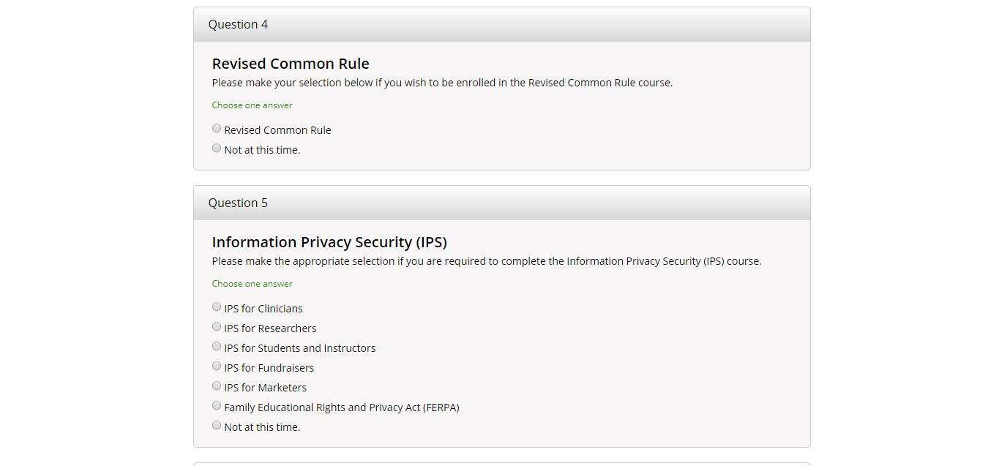 Question 4
Revised Common Rule
Please make your selection below if you wish to be enrolled in the Revised Common Rule course.
Choose one answer
Revised Common Rule
Not at this time.
Question 5
Information Privacy Security (IPS)
Please make the appropriate selection if you are required to complete the Information Privacy Security (IPS) course.
Choose one answer
IPS for Clinicians
IPS for Researchers
IPS for Students and Instructors
IPS for Fundraisers
IPS for Marketers
Family Educational Rights and Privacy Act (FERPA)
Not at this time.